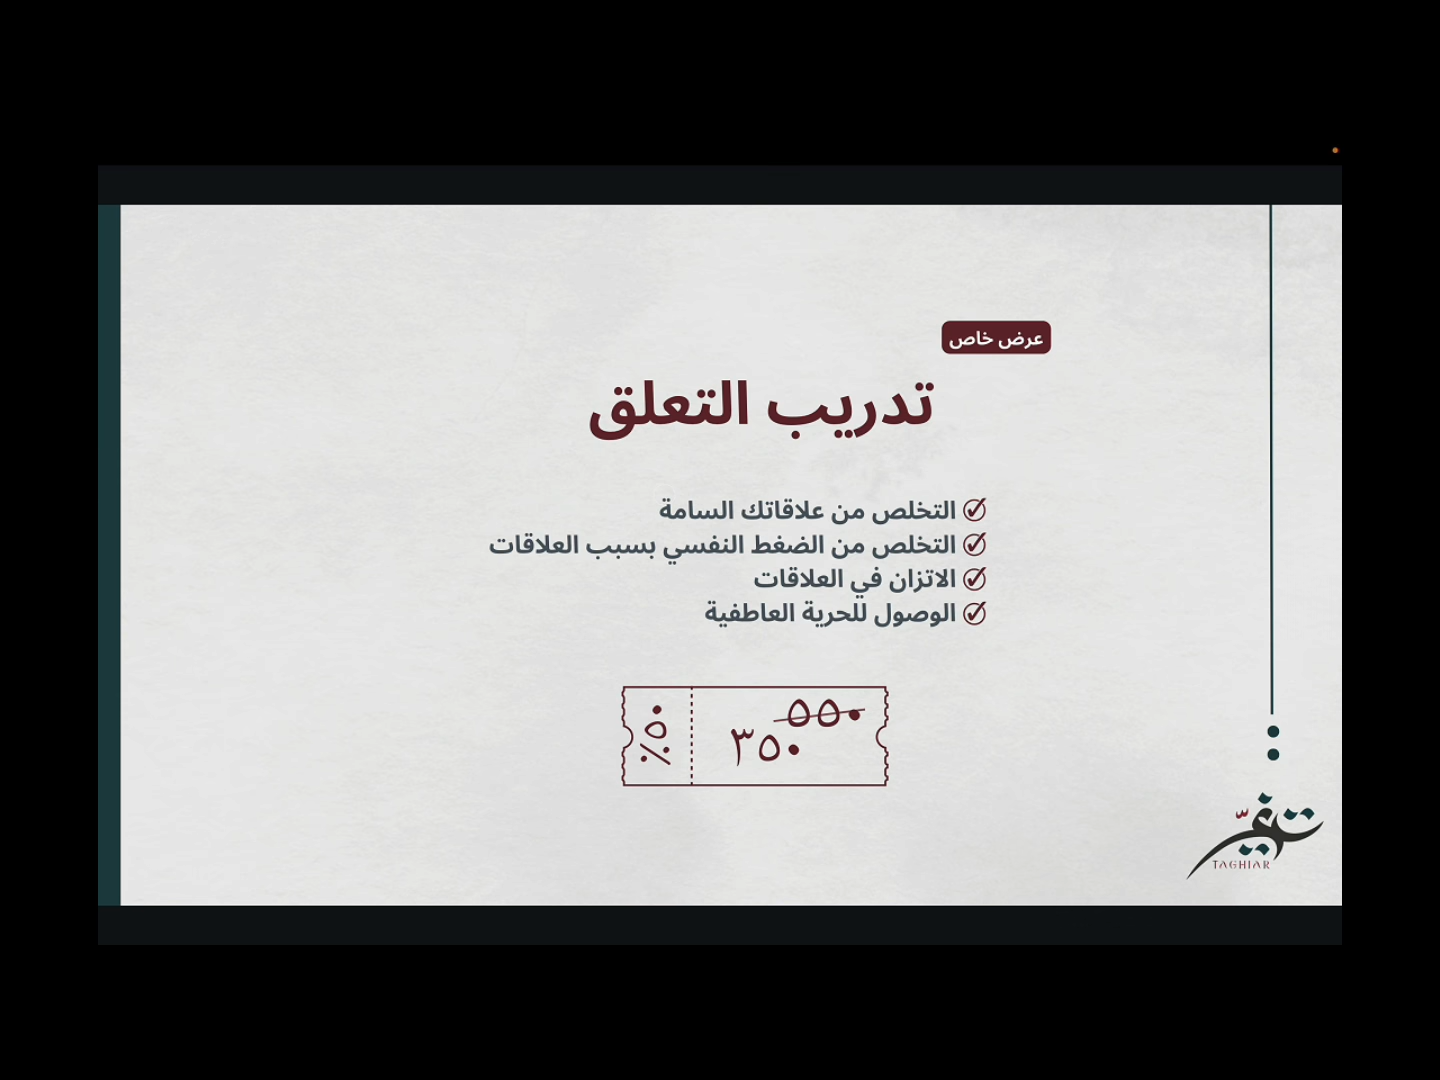 عرض خاص
تدريب التعلق
التخلص من علاقاتك السامة
التخلص من الضغط النفسي بسبب العلاقات
الاتزان في العلاقات
الوصول للحرية العاطفية
٥٥٠
٣٥٠
٪٥٠
تغيّر
TAGHIAR